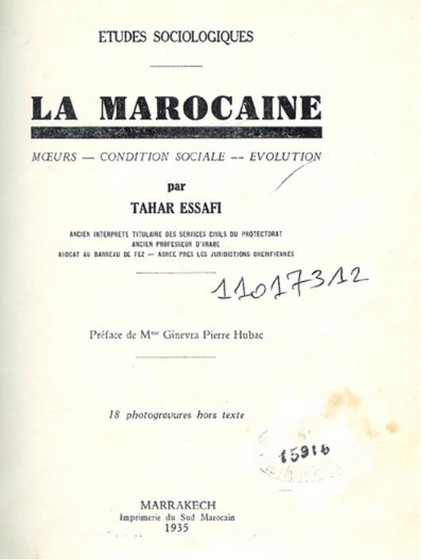 ETUDES SOCIOLOGIQUES
LA MAROCAINE
MŒURS — CONDITION SOCIALE — EVOLUTION
par
TAHAR ESSAFI
ANCIEN INTERPRETE TITULAIRE DES SERVICES CIVILS DU PROTECTORAT
ANCIEN PROFESSEUR D'ARABE
AVOCAT AU BARREAU DE FEZ — AGREE PRES LES JURIDICTIONS CHERIFIENNES
11017312
Préface de Mme Ginevra Pierre Hubac
18 photogravures hors texte
15916
MARRAKECH
Imprimerie du Sud Marocain
1935